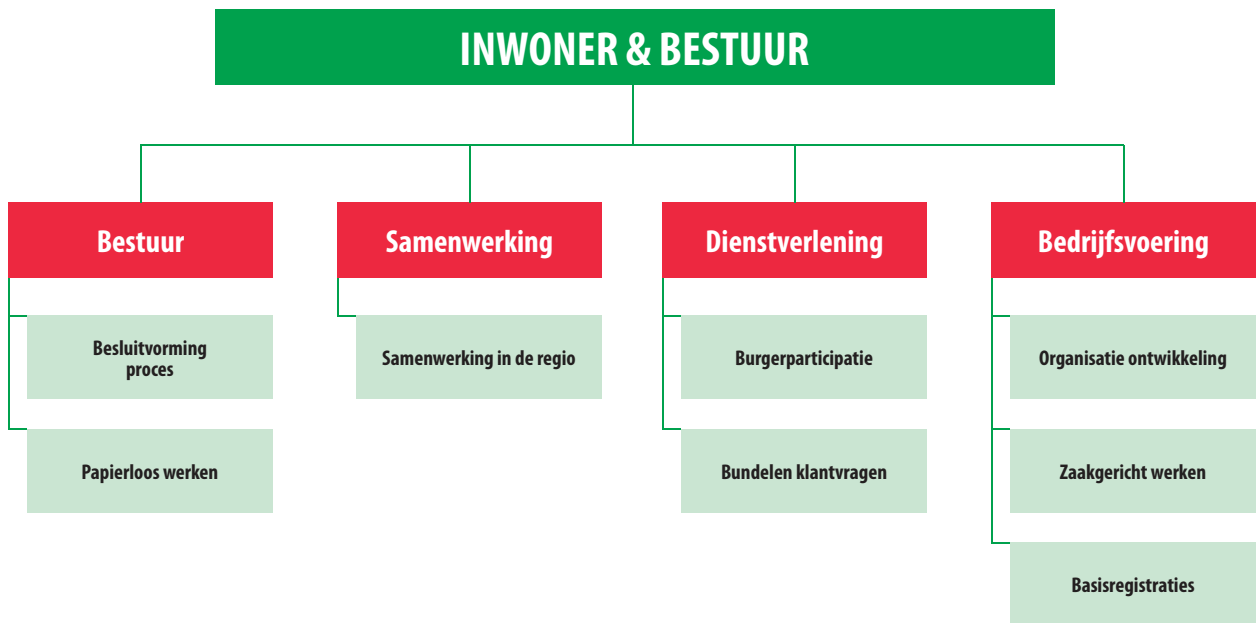 INWONER & BESTUUR
Bestuur
Samenwerking
Dienstverlening
Bedrijfsvoering
Besluitvorming
proces
Samenwerking in de regio
Burgerparticipatie
Organisatie ontwikkeling
Papierloos werken
Bundelen klantvragen
Zaakgericht werken
Basisregistraties